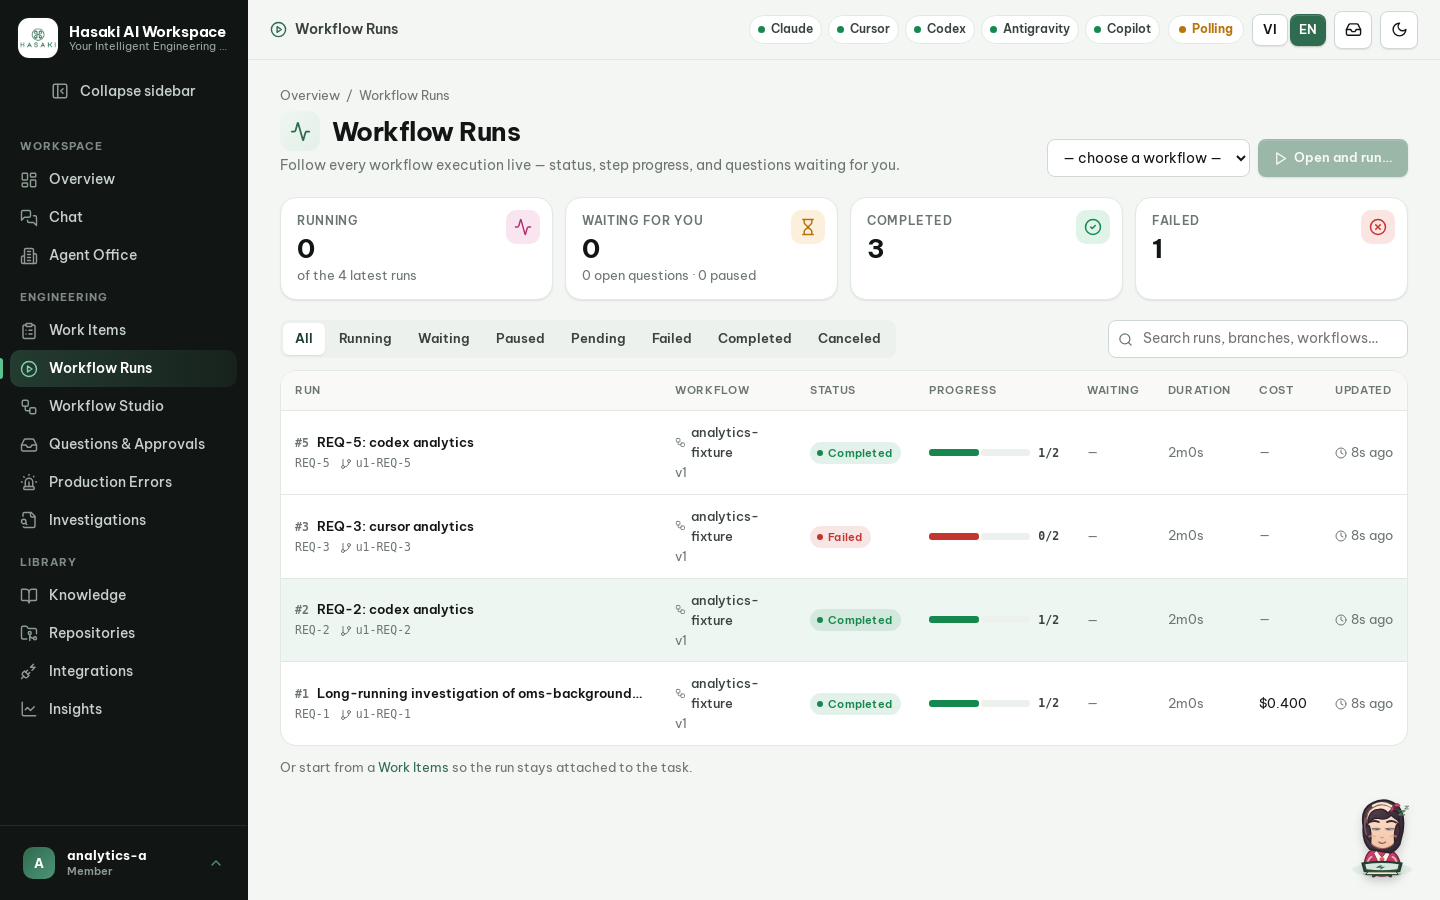 Hasaki AI Workspace
Your Intelligent Engineering ...
HASAKI
Collapse sidebar
WORKSPACE
Overview
Chat
Agent Office
ENGINEERING
Work Items
Workflow Runs
Workflow Studio
Questions & Approvals
Production Errors
Investigations
LIBRARY
Knowledge
Repositories
Integrations
Insights
A
analytics-a
Member
Workflow Runs
Claude
Cursor
Codex
Antigravity
Copilot
Polling
VI
EN
Overview / Workflow Runs
Workflow Runs
Follow every workflow execution live — status, step progress, and questions waiting for you.
— choose a workflow —
Open and run...
RUNNING
0
of the 4 latest runs
WAITING FOR YOU
0
0 open questions · 0 paused
COMPLETED
3
FAILED
1
All
Running
Waiting
Paused
Pending
Failed
Completed
Canceled
Search runs, branches, workflows...
RUN WORKFLOW STATUS PROGRESS WAITING DURATION COST UPDATED
#5 REQ-5: codex analytics
REQ-5 u1-REQ-5
analytics-
fixture
v1
Completed
1/2
—
2m0s
—
8s ago
#3 REQ-3: cursor analytics
REQ-3 u1-REQ-3
analytics-
fixture
v1
Failed
0/2
—
2m0s
—
8s ago
#2 REQ-2: codex analytics
REQ-2 u1-REQ-2
analytics-
fixture
v1
Completed
1/2
—
2m0s
—
8s ago
#1 Long-running investigation of oms-background...
REQ-1 u1-REQ-1
analytics-
fixture
v1
Completed
1/2
—
2m0s
$0.400
8s ago
Or start from a Work Items so the run stays attached to the task.